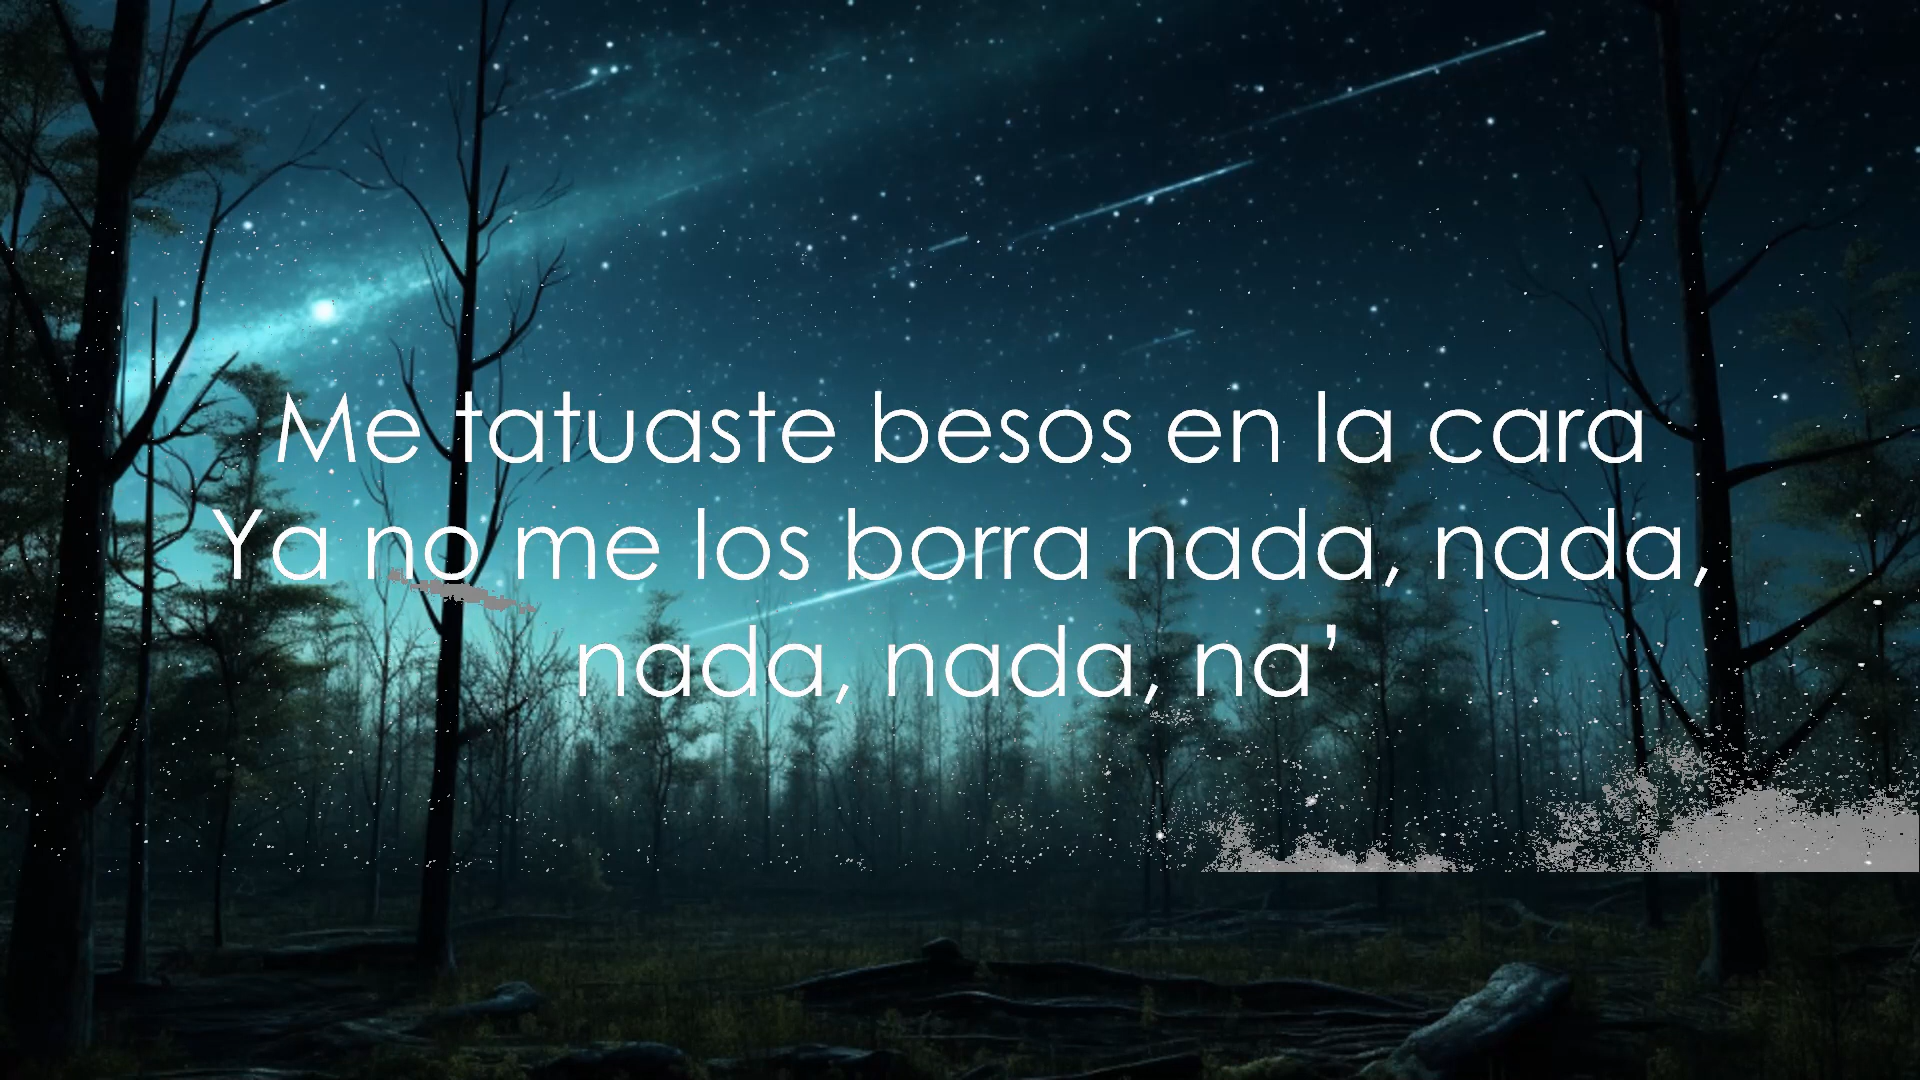 Me tatuaste besos en la cara
Ya no me los borra nada, nada,
nada, nada, na’